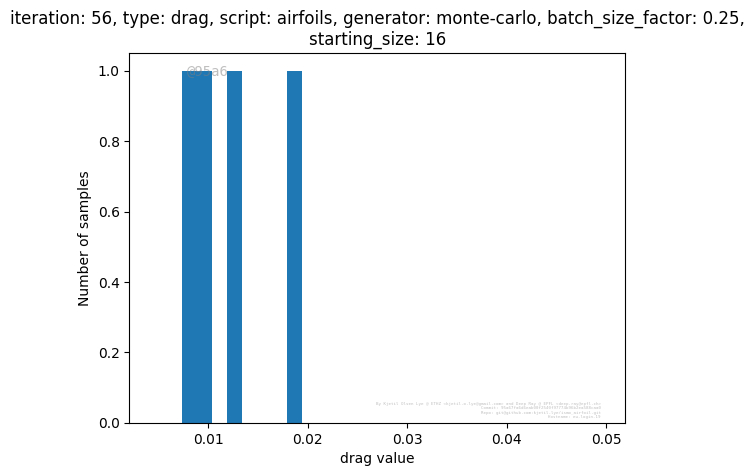 iteration: 56, type: drag, script: airfoils, generator: monte-carlo, batch_size_factor: 0.25,
starting_size: 16
@95a6
1.0
0.8
0.6
0.4
0.2
0.0
Number of samples
0.01
0.02
0.03
0.04
0.05
drag value